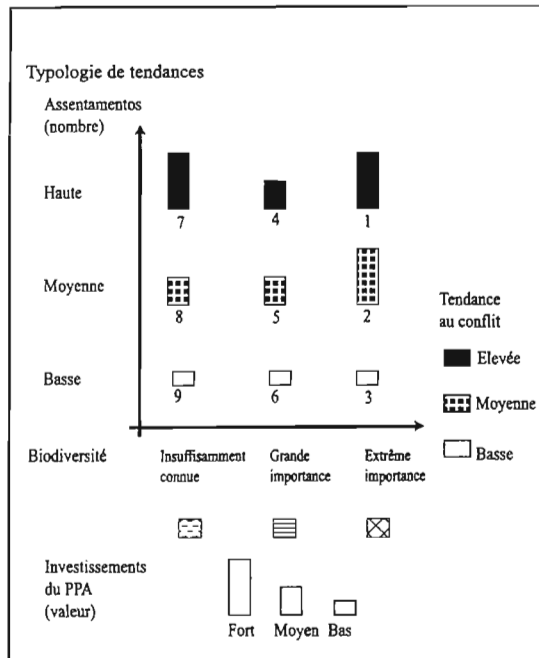 Typologie de tendances
Assentamentos
(nombre)
Haute
7 4 1
Moyenne
8 5 2
Tendance
au conflit
Elevée
Basse
9 6 3
Moyenne
Basse
Biodiversité
Insuffisamment
connue
Grande
importance
Extrême
importance
Investissements
du PPA
(valeur)
Fort Moyen Bas